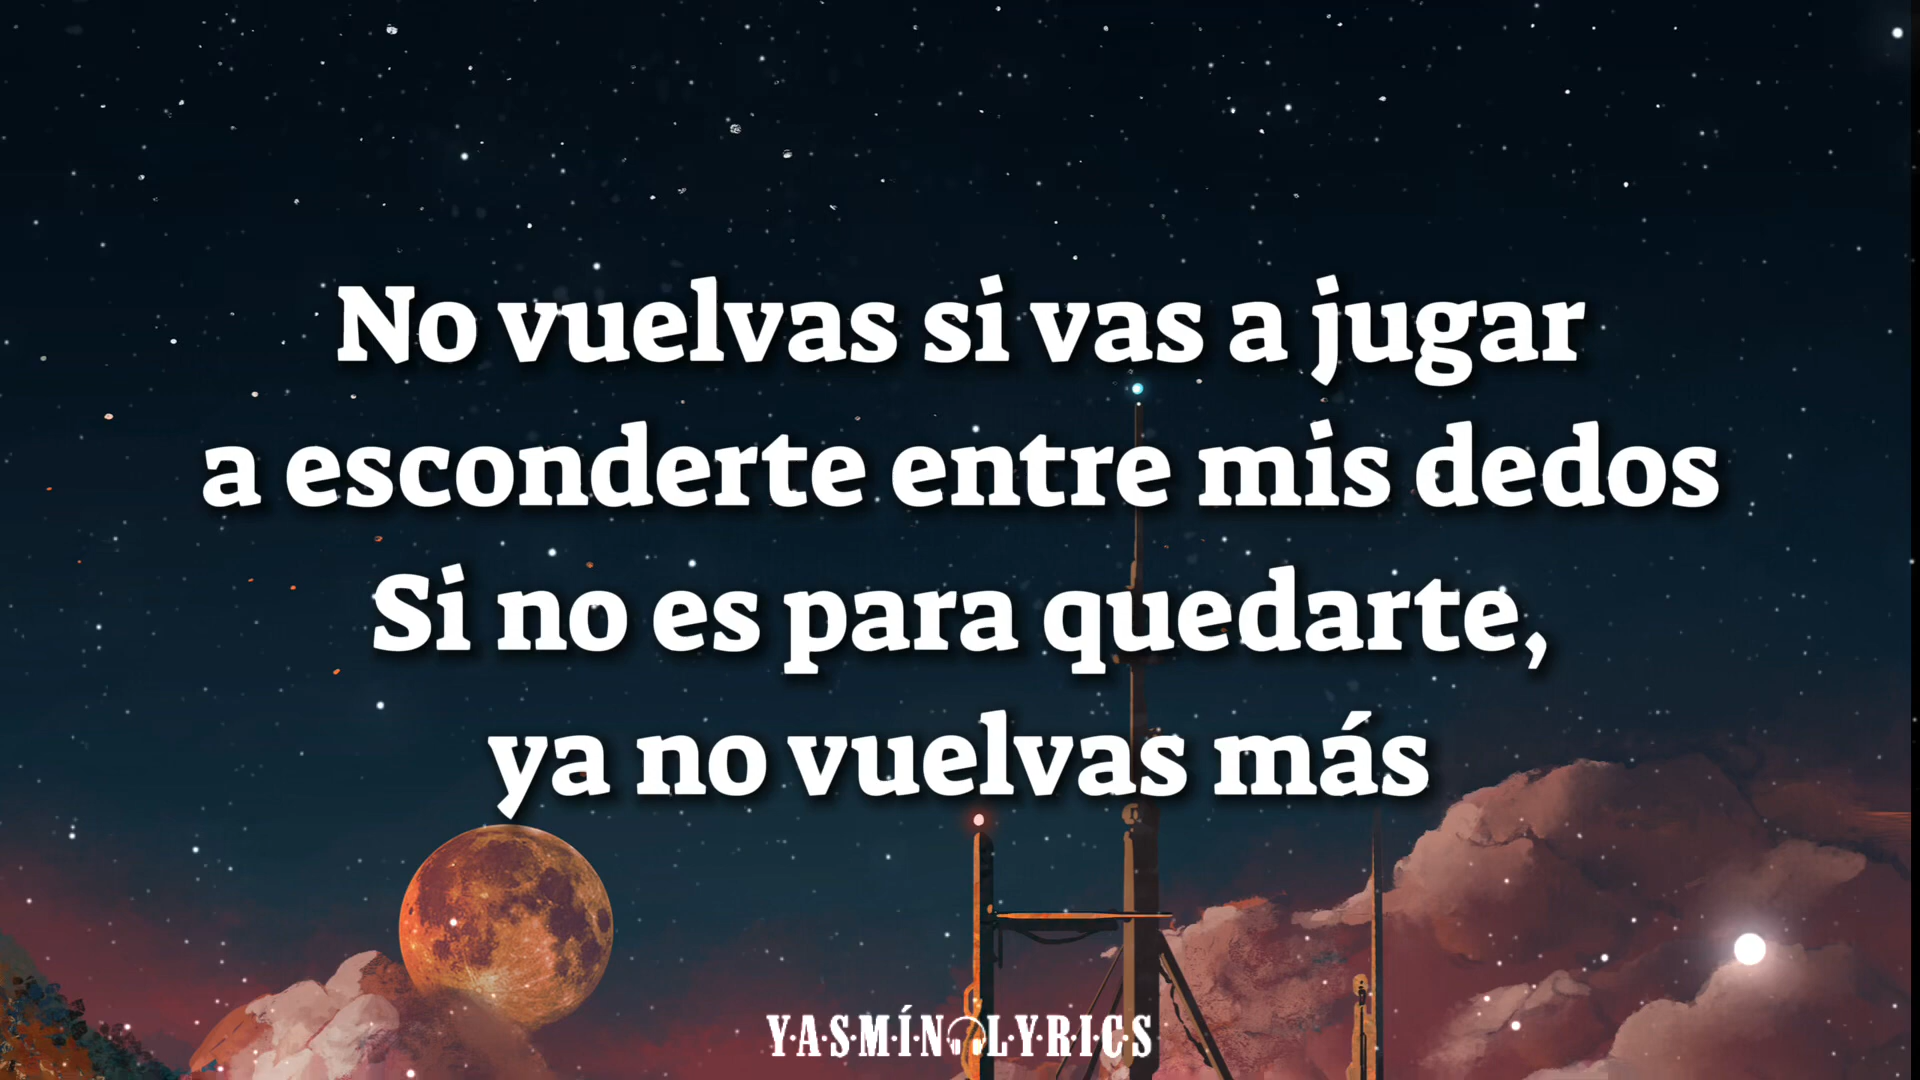 No vuelvas si vas a jugar
a esconderte entre mis dedos
Si no es para quedarte,
ya no vuelvas más
YASMÍN LYRICS